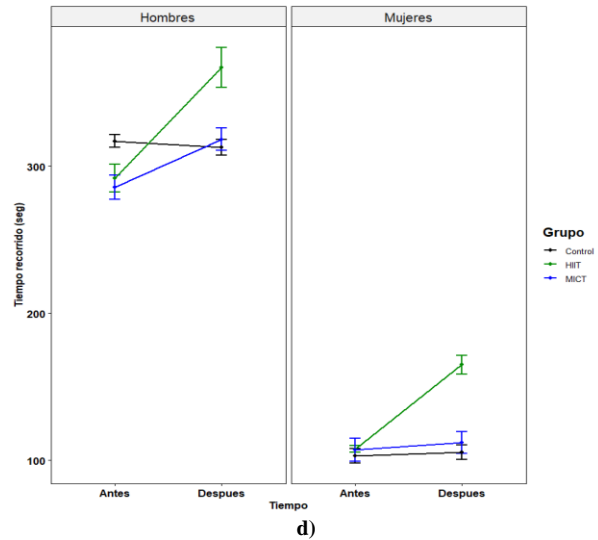 Hombres
Mujeres
300
200
100
Tiempo recorrido (seg)
Antes
Despues
Antes
Despues
Tiempo
Grupo
Control
HIIT
MICT
d)